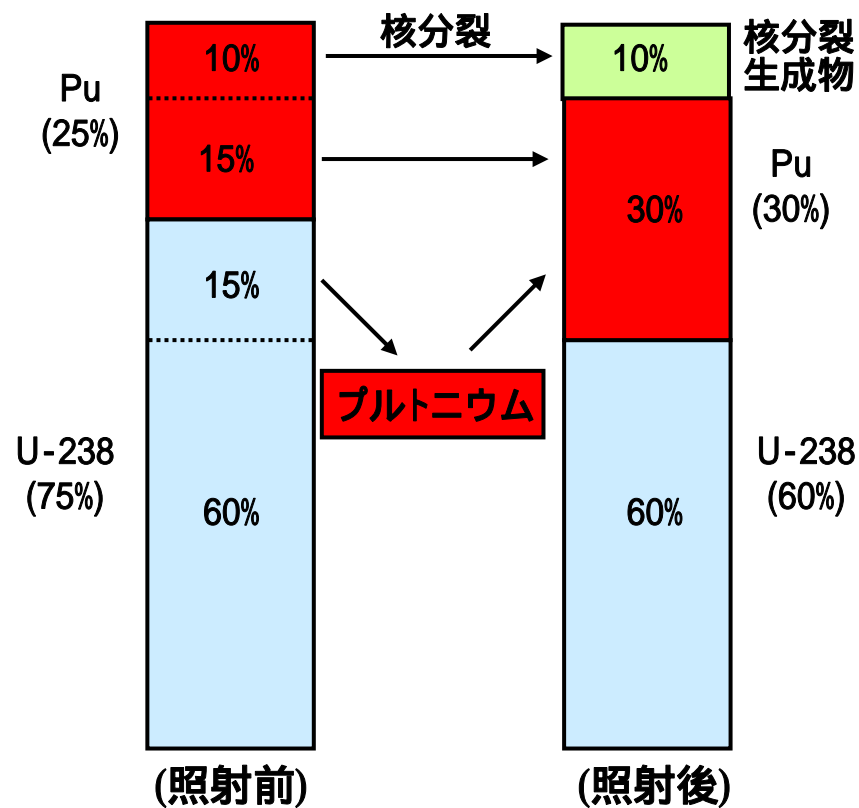 10%
核分裂
10%
核分裂
生成物
Pu
(25%)
15%
Pu
(30%)
30%
15%
プルトニウム
U-238
(75%)
60%
60%
U-238
(60%)
(照射前)
(照射後)